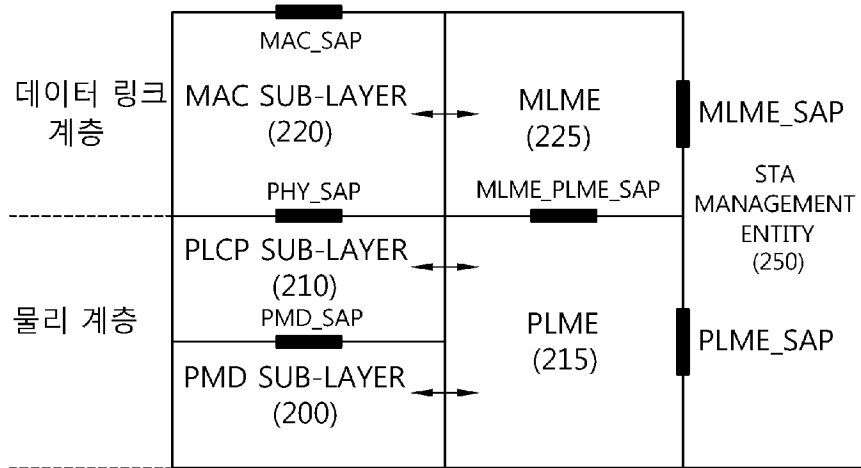 MAC_SAP
데이터 링크
계층
MAC SUB-LAYER
(220)
MLME
(225)
MLME_SAP
PHY_SAP
MLME_PLME_SAP
STA
MANAGEMENT
ENTITY
(250)
PLCP SUB-LAYER
(210)
물리 계층
PMD_SAP
PLME
(215)
PLME_SAP
PMD SUB-LAYER
(200)